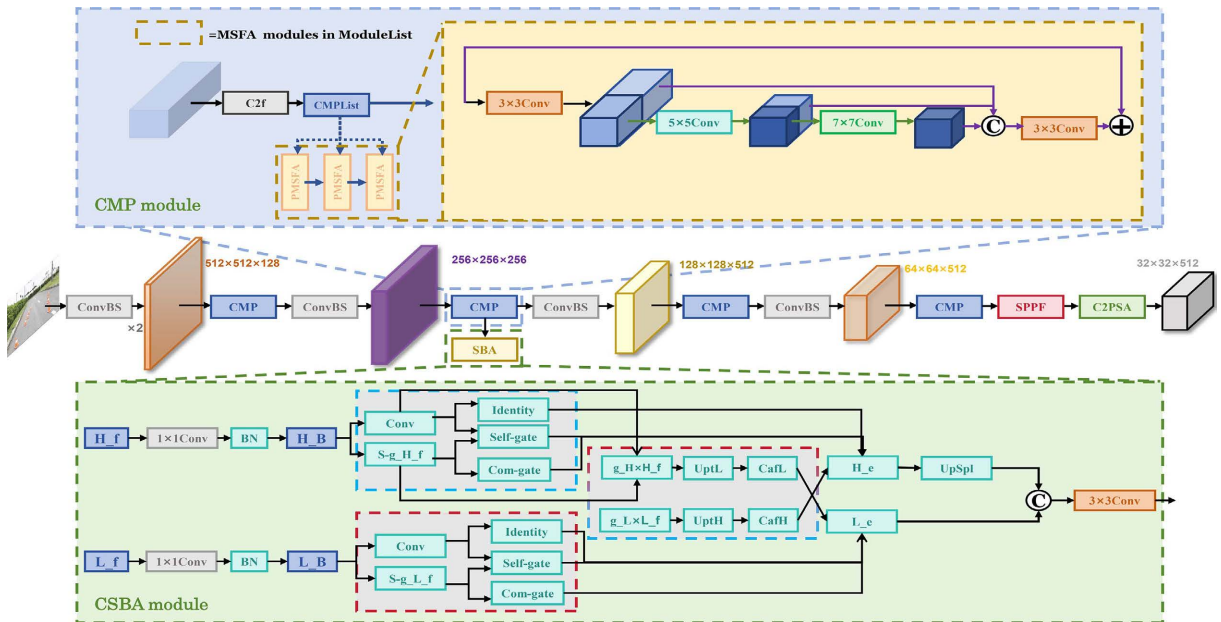 =MSFA modules in ModuleList
C2f
CMPList
PMSFA
PMSFA
PMSFA
CMP module
3×3Conv
5×5Conv
7×7Conv
C
3×3Conv
+
512×512×128
256×256×256
128×128×512
64×64×512
32×32×512
ConvBS
×2
CMP
ConvBS
CMP
ConvBS
CMP
ConvBS
CMP
SPPF
C2PSA
SBA
H_f
1×1Conv
BN
H_B
Conv
S-g_H_f
Identity
Self-gate
Com-gate
g_H×H_f
UptL
CafL
H_e
UpSpl
g_L×L_f
UptH
CafH
L_e
C
3×3Conv
L_f
1×1Conv
BN
L_B
Conv
S-g_L_f
Identity
Self-gate
Com-gate
CSBA module